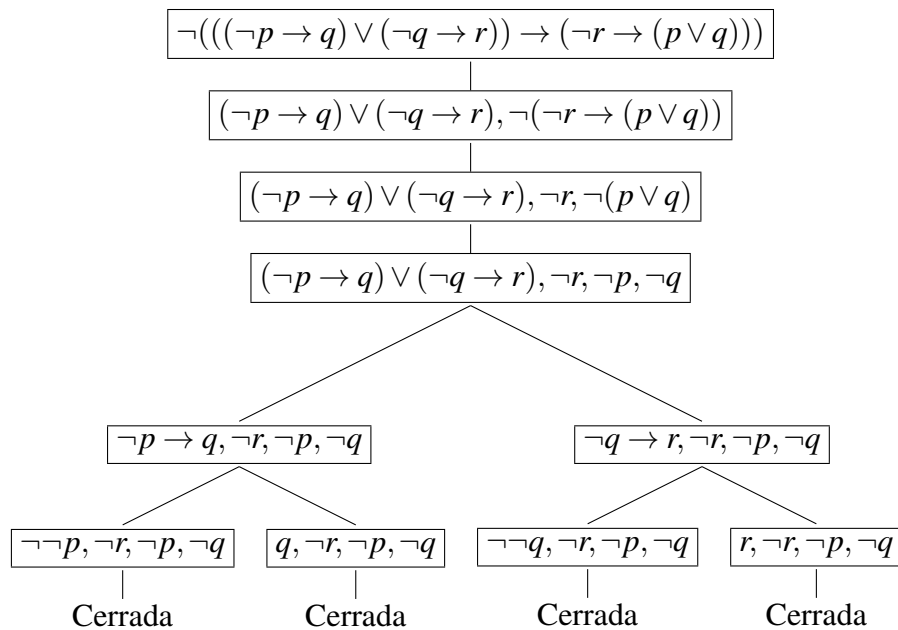 ¬(((¬p → q) ∨ (¬q → r)) → (¬r → (p ∨ q)))
(¬p → q) ∨ (¬q → r), ¬(¬r → (p ∨ q))
(¬p → q) ∨ (¬q → r), ¬r, ¬(p ∨ q)
(¬p → q) ∨ (¬q → r), ¬r, ¬p, ¬q
¬p → q, ¬r, ¬p, ¬q
¬q → r, ¬r, ¬p, ¬q
¬¬p, ¬r, ¬p, ¬q
q, ¬r, ¬p, ¬q
¬¬q, ¬r, ¬p, ¬q
r, ¬r, ¬p, ¬q
Cerrada
Cerrada
Cerrada
Cerrada